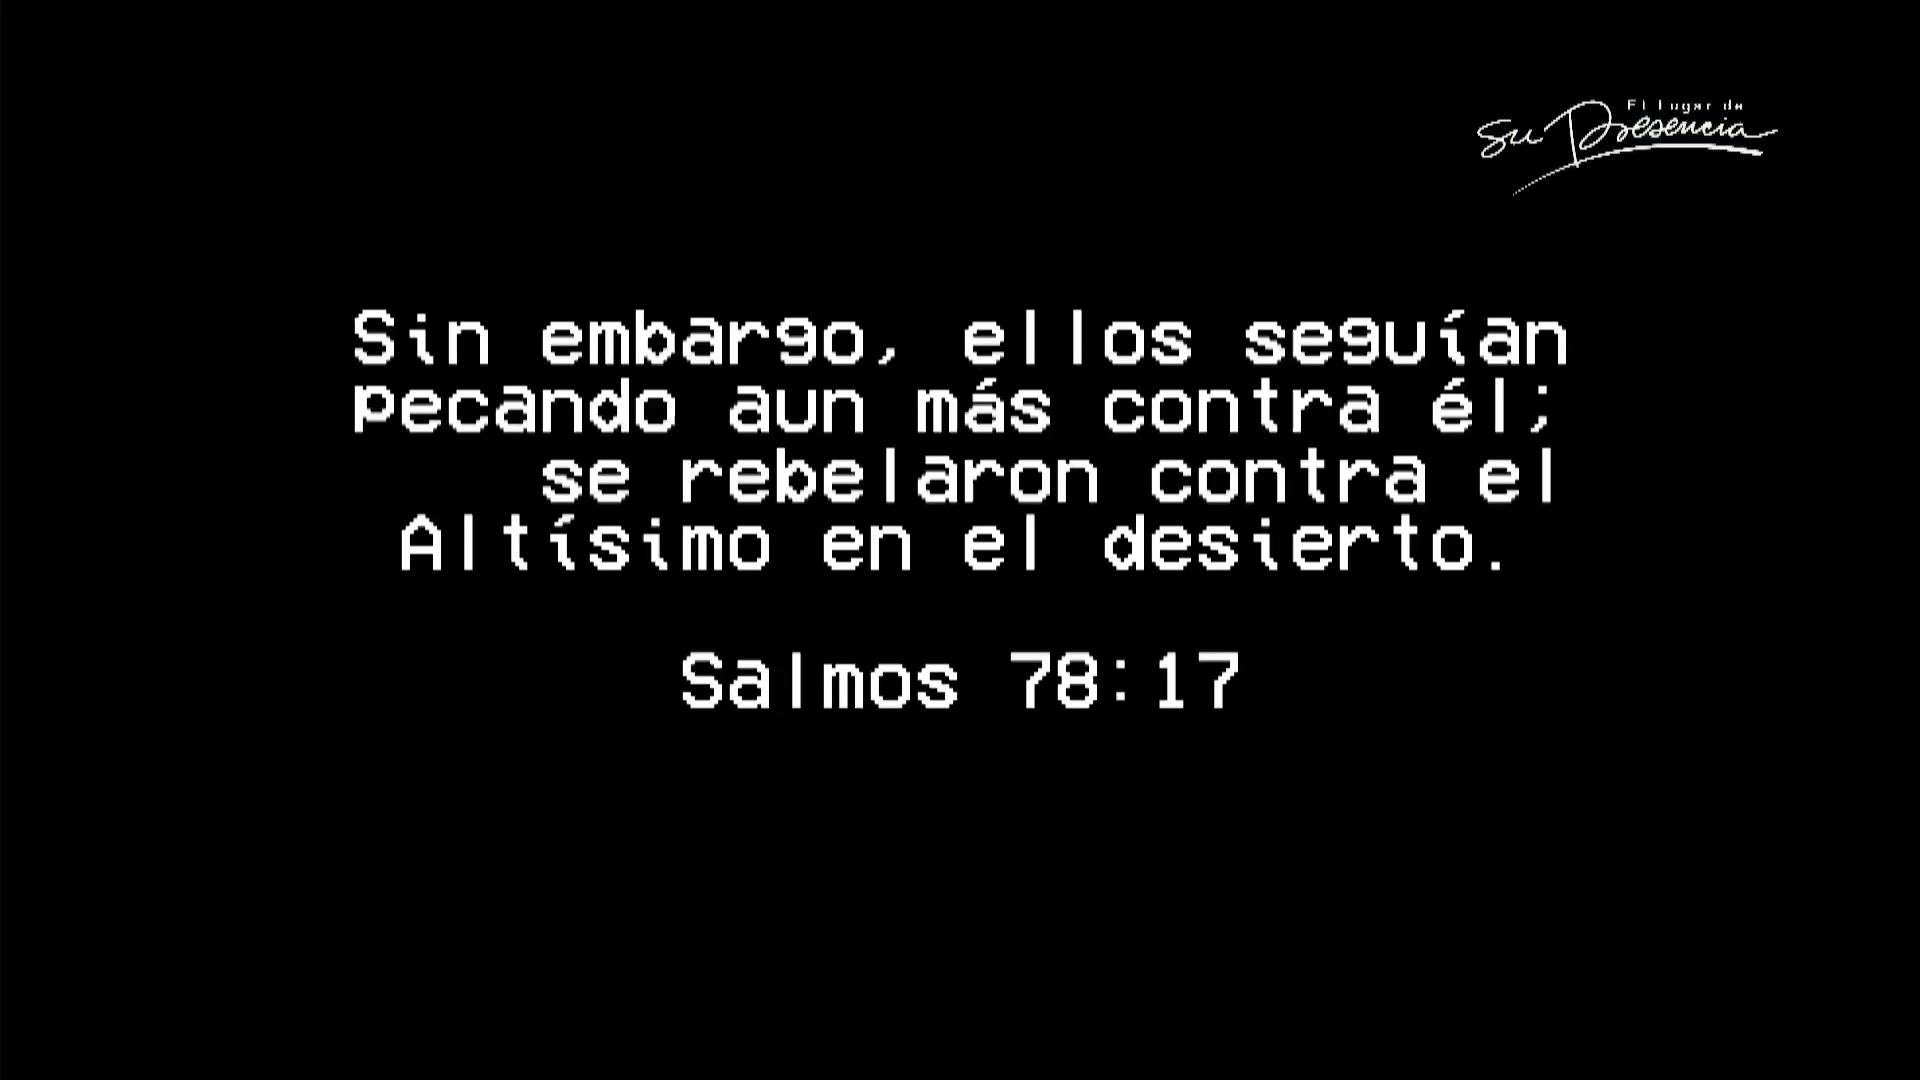 El Lugar de
Su Presencia
Sin embargo, ellos seguían
pecando aun más contra él;
se rebelaron contra el
Altísimo en el desierto.
Salmos 78:17